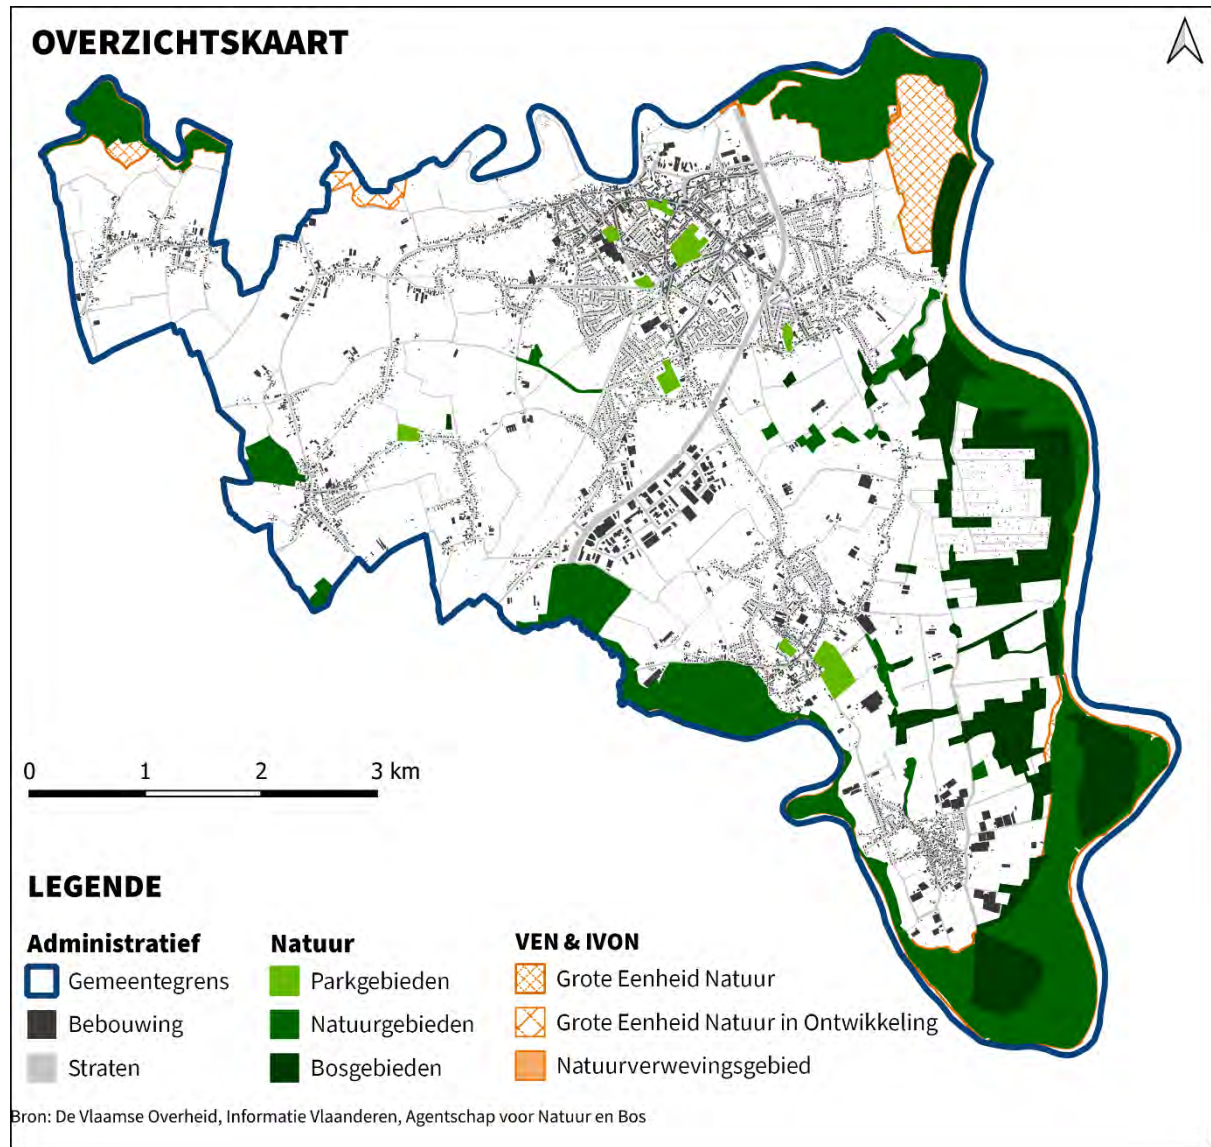 OVERZICHTSKAART
0 1 2 3 km
LEGENDE
Administratief
Gemeentegrens
Bebouwing
Straten
Natuur
Parkgebieden
Natuurgebieden
Bosgebieden
VEN & IVON
Grote Eenheid Natuur
Grote Eenheid Natuur in Ontwikkeling
Natuurverwevingsgebied
Bron: De Vlaamse Overheid, Informatie Vlaanderen, Agentschap voor Natuur en Bos